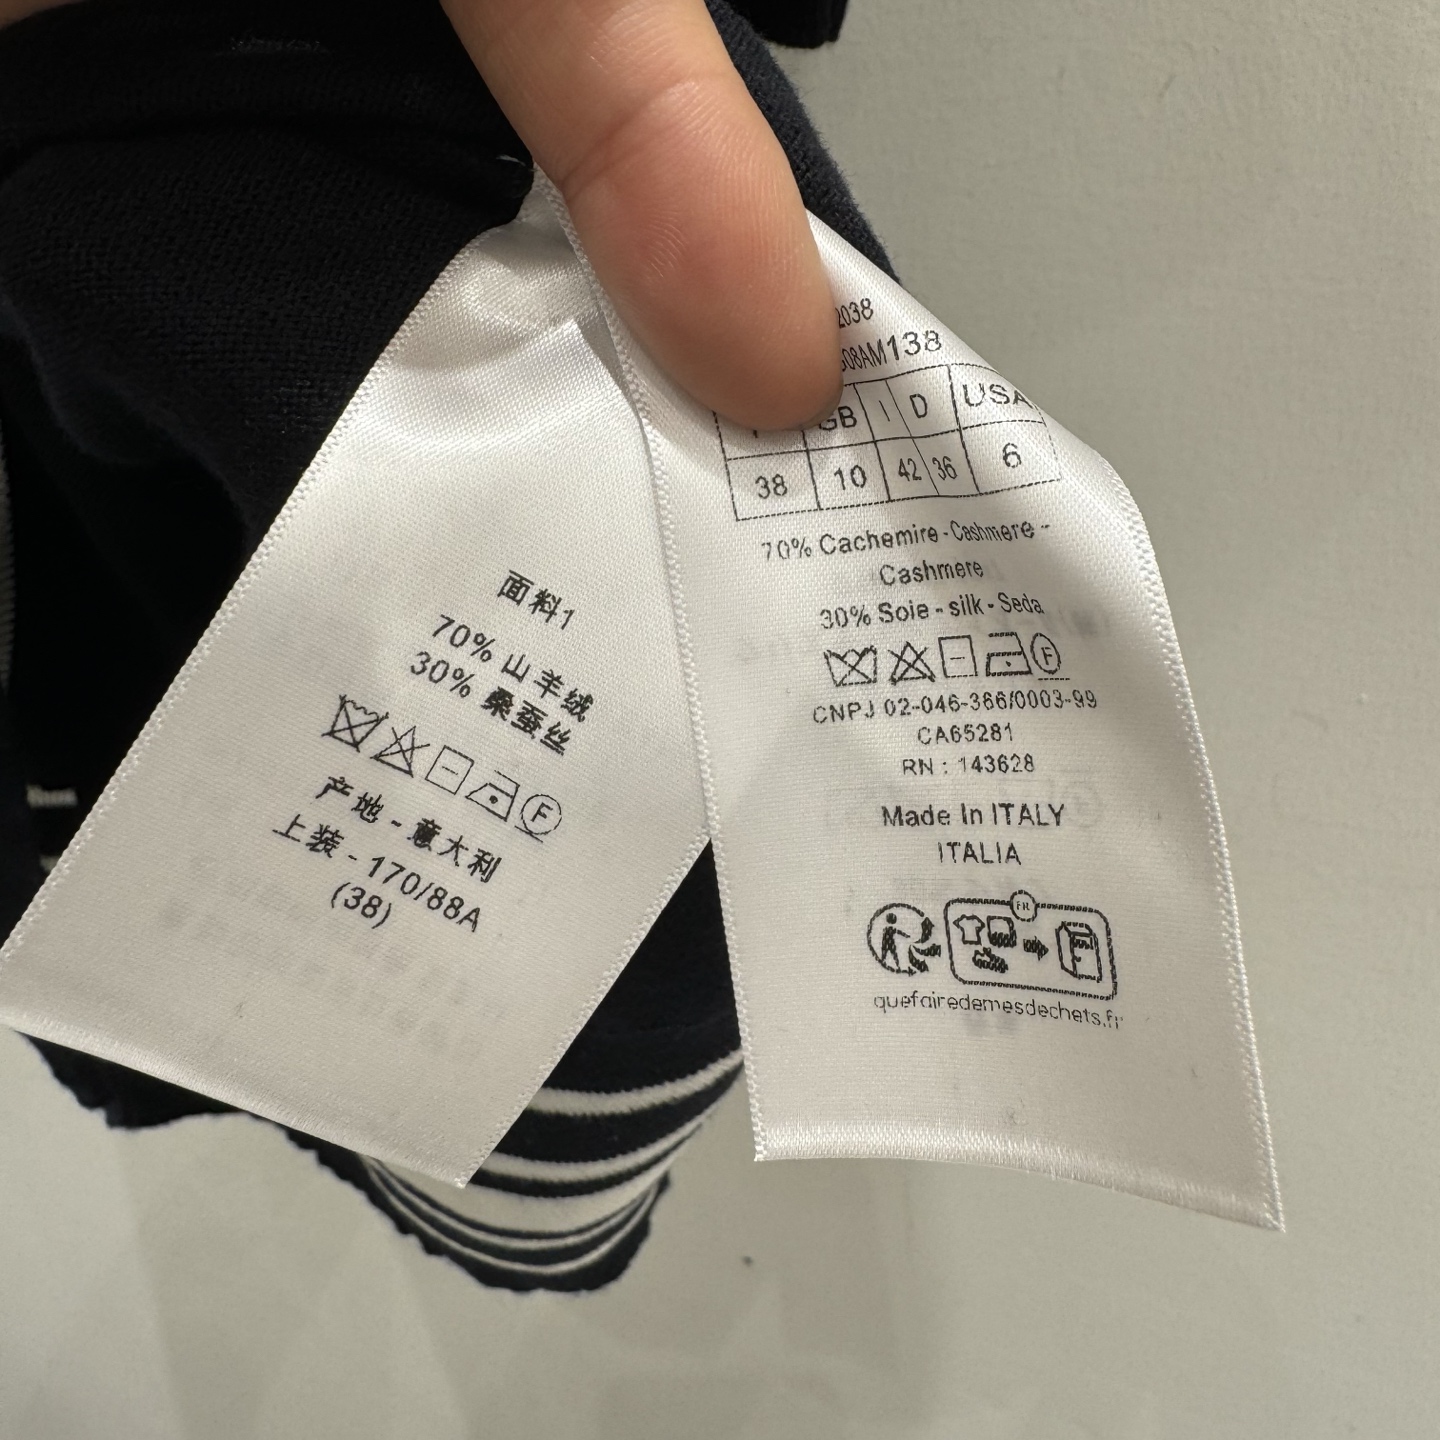 面料1
70% 山羊绒
30% 桑蚕丝
F
产地 - 意大利
上装 - 170/88A
(38)
2038
G08AM138
GB I D USA
38 10 42 36 6
70% Cachemire - Cashmere -
Cashmere
30% Soie - silk - Seda
F
CNPJ 02-046-366/0003-99
CA65281
RN : 143628
Made In ITALY
ITALIA
FR
quefairedemesdechets.fr